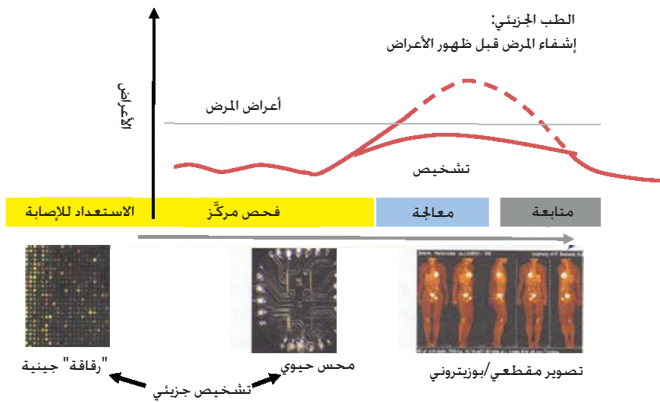 الطب الجزيئي:
إشفاء المرض قبل ظهور الأعراض
الأعراض
أعراض المرض
تشخيص
الاستعداد للإصابة
فحص مركَّز
معالجة
متابعة
"رقاقة" جينية
محس حيوي
تصوير مقطعي/بوزيتروني
تشخيص جزيئي